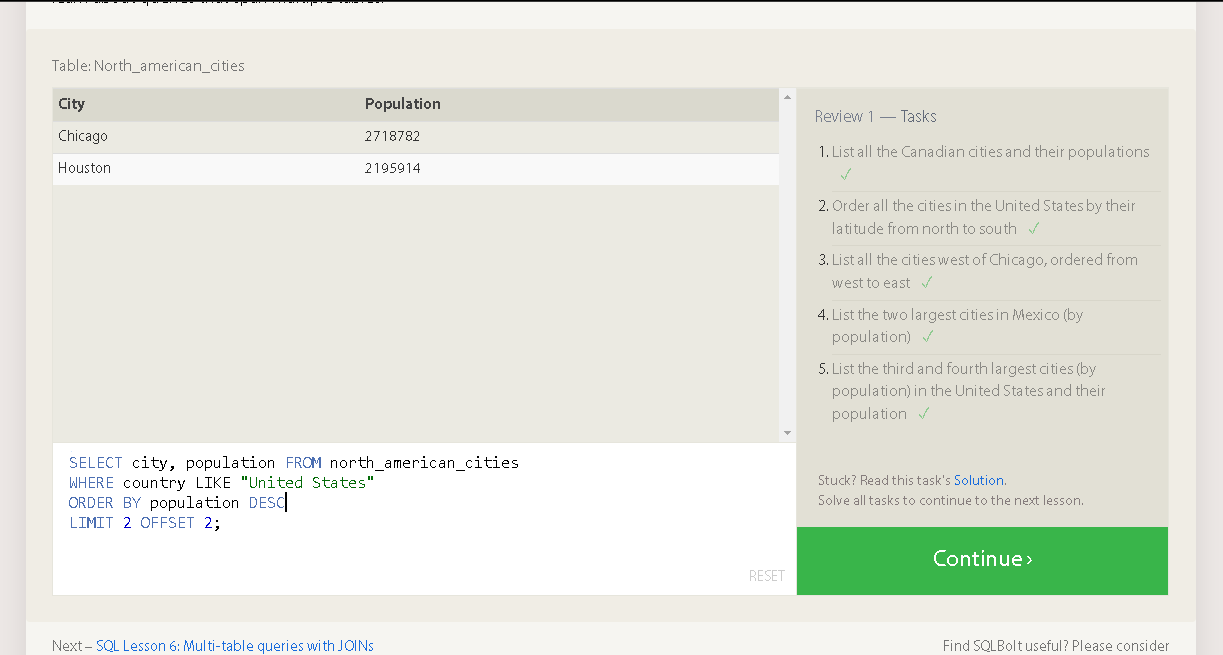 Table: North_american_cities
City Population
Chicago 2718782
Houston 2195914
SELECT city, population FROM north_american_cities
WHERE country LIKE "United States"
ORDER BY population DESC
LIMIT 2 OFFSET 2;
RESET
Review 1 — Tasks
1. List all the Canadian cities and their populations
✓
2. Order all the cities in the United States by their
latitude from north to south ✓
3. List all the cities west of Chicago, ordered from
west to east ✓
4. List the two largest cities in Mexico (by
population) ✓
5. List the third and fourth largest cities (by
population) in the United States and their
population ✓
Stuck? Read this task's Solution.
Solve all tasks to continue to the next lesson.
Continue ›
Next – SQL Lesson 6: Multi-table queries with JOINs
Find SQLBolt useful? Please consider